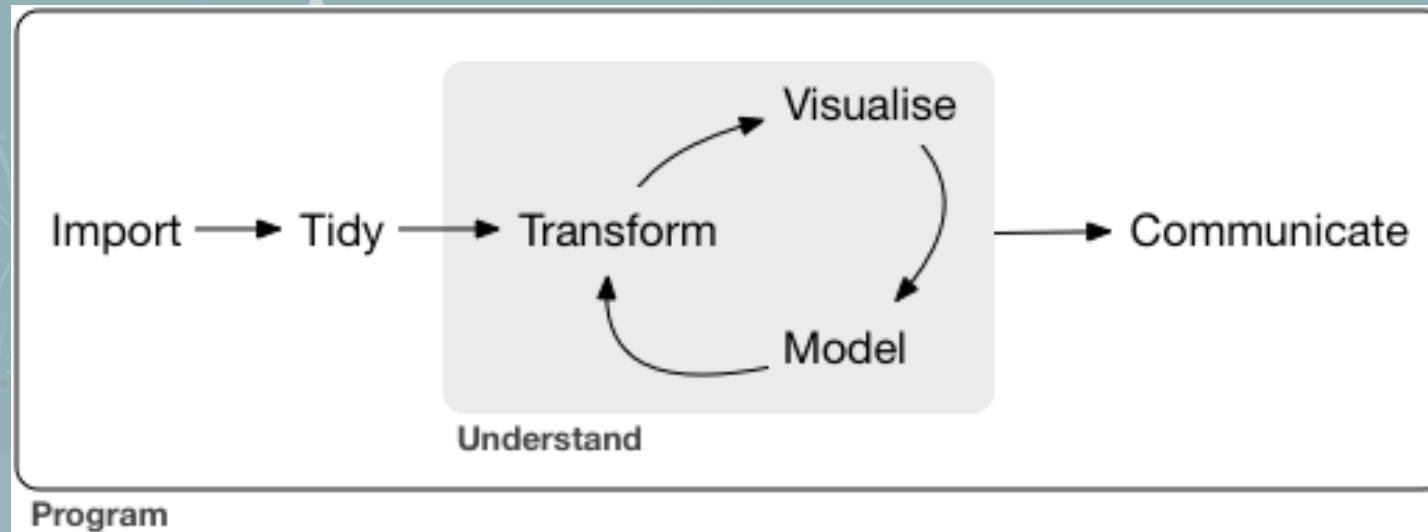 Visualise
Import Tidy Transform Communicate
Model
Understand
Program